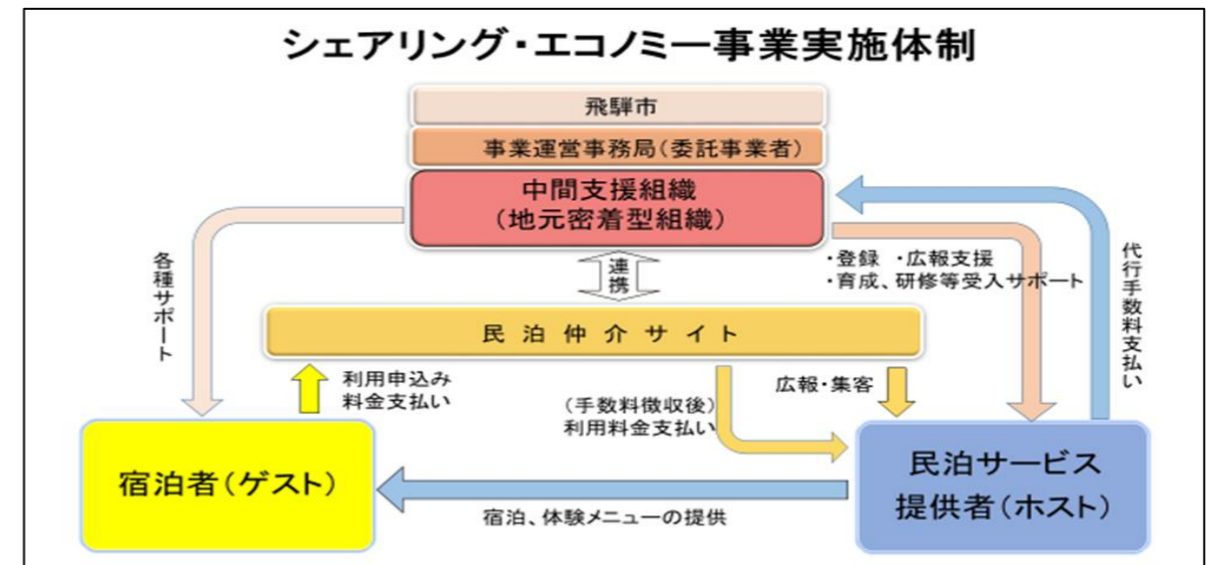 シェアリング・エコノミー事業実施体制
飛騨市
事業運営事務局(委託事業者)
中間支援組織
(地元密着型組織)
各種サポート
連携
・登録 ・広報支援
・育成、研修等受入サポート
代行手数料支払い
民泊仲介サイト
利用申込み
料金支払い
(手数料徴収後)
利用料金支払い
広報・集客
宿泊者(ゲスト)
民泊サービス
提供者(ホスト)
宿泊、体験メニューの提供